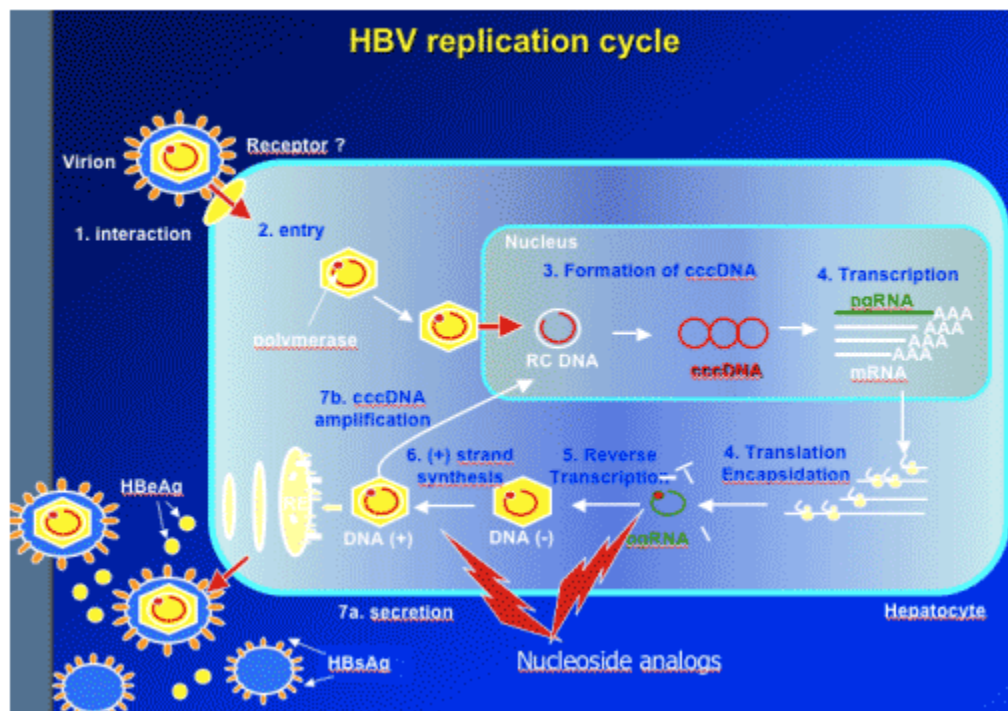 HBV replication cycle
Virion
Receptor ?
1. interaction
2. entry
Nucleus
3. Formation of cccDNA
4. Transcription
pgRNA
AAA
AAA
AAA
AAA
mRNA
polymerase
RC DNA
cccDNA
7b. cccDNA
amplification
6. (+) strand
synthesis
5. Reverse
Transcription
4. Translation
Encapsidation
HBeAg
RE
DNA (+)
DNA (-)
pgRNA
7a. secretion
Hepatocyte
HBsAg
Nucleoside analogs